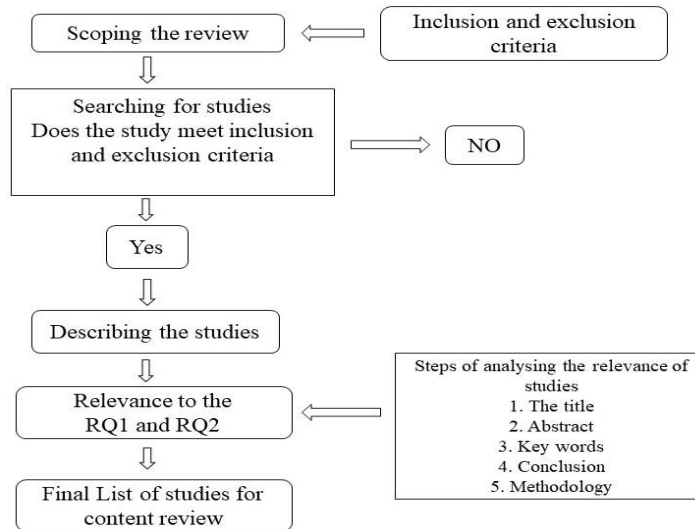 Scoping the review
Inclusion and exclusion
criteria
Searching for studies
Does the study meet inclusion
and exclusion criteria
NO
Yes
Describing the studies
Relevance to the
RQ1 and RQ2
Steps of analysing the relevance of
studies
1. The title
2. Abstract
3. Key words
4. Conclusion
5. Methodology
Final List of studies for
content review